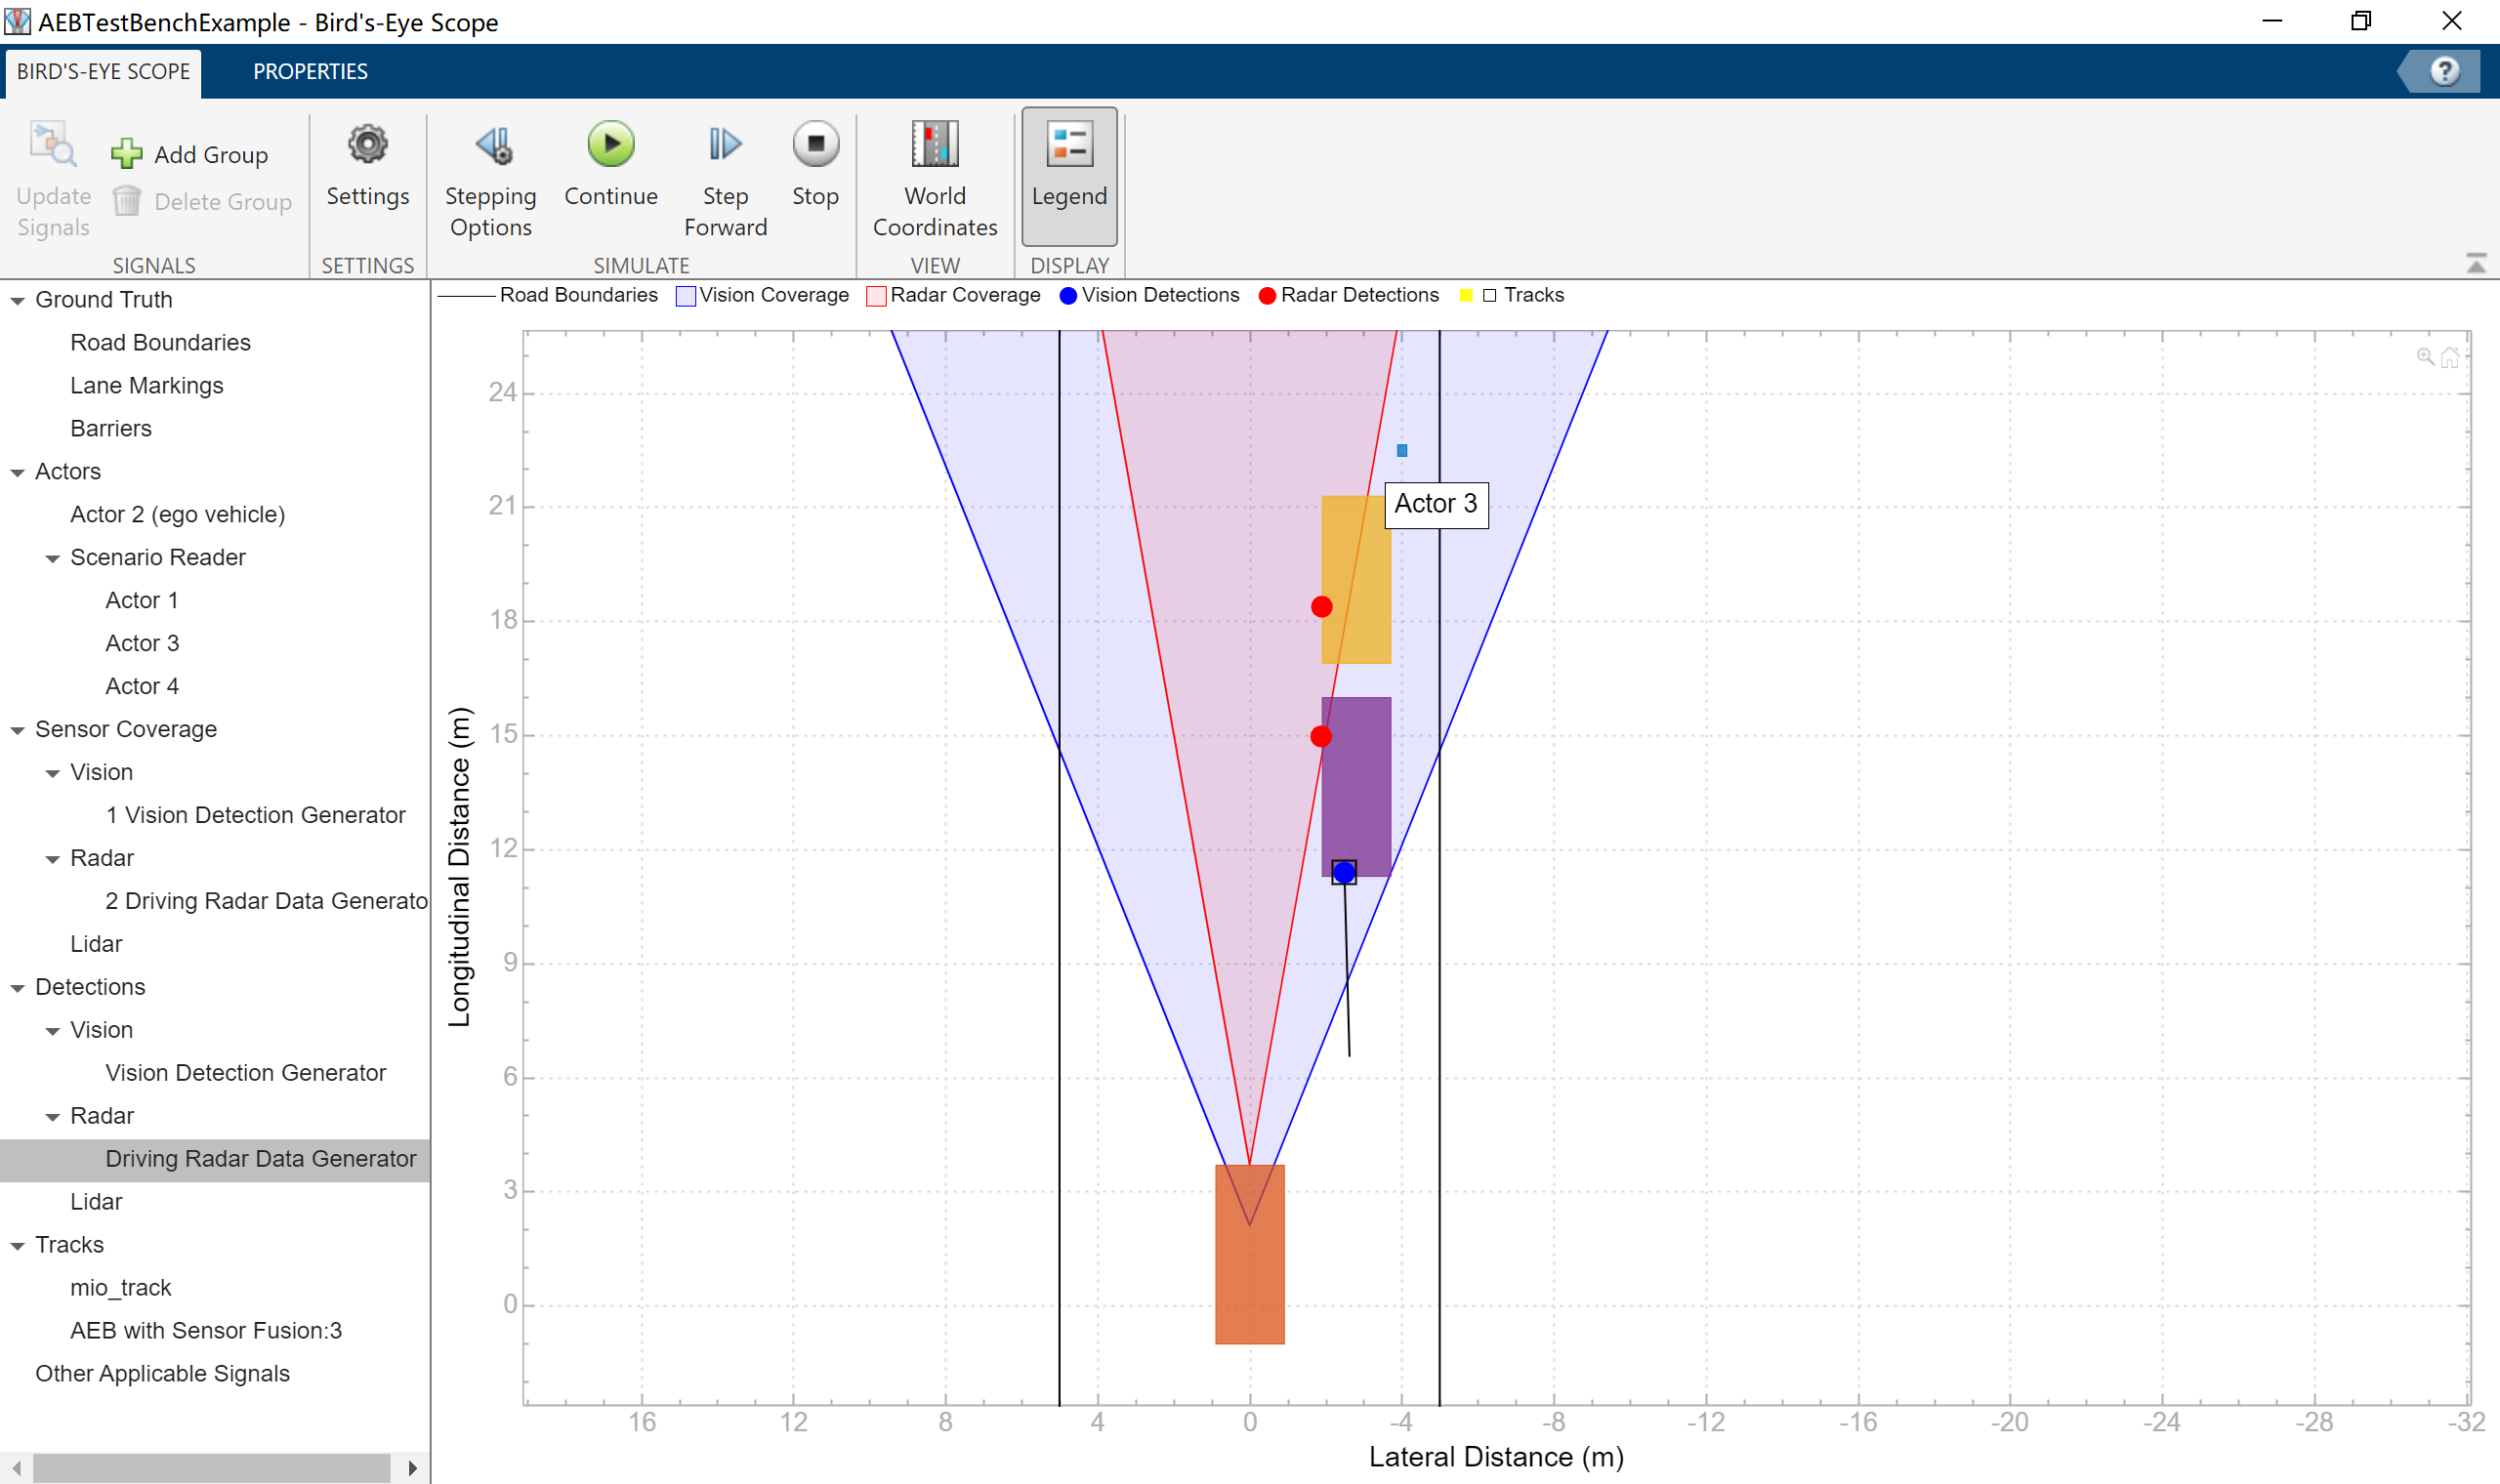 AEBTestBenchExample - Bird's-Eye Scope
BIRD'S-EYE SCOPE
PROPERTIES
?
Update
Signals
Add Group
Delete Group
SIGNALS
Settings
SETTINGS
Stepping
Options
Continue
Step
Forward
Stop
SIMULATE
World
Coordinates
VIEW
Legend
DISPLAY
Ground Truth
Road Boundaries
Lane Markings
Barriers
Actors
Actor 2 (ego vehicle)
Scenario Reader
Actor 1
Actor 3
Actor 4
Sensor Coverage
Vision
1 Vision Detection Generator
Radar
2 Driving Radar Data Generato
Lidar
Detections
Vision
Vision Detection Generator
Radar
Driving Radar Data Generator
Lidar
Tracks
mio_track
AEB with Sensor Fusion:3
Other Applicable Signals
Road Boundaries Vision Coverage Radar Coverage Vision Detections Radar Detections Tracks
Actor 3
24
21
18
15
12
9
6
3
0
Longitudinal Distance (m)
16 12 8 4 0 -4 -8 -12 -16 -20 -24 -28 -32
Lateral Distance (m)